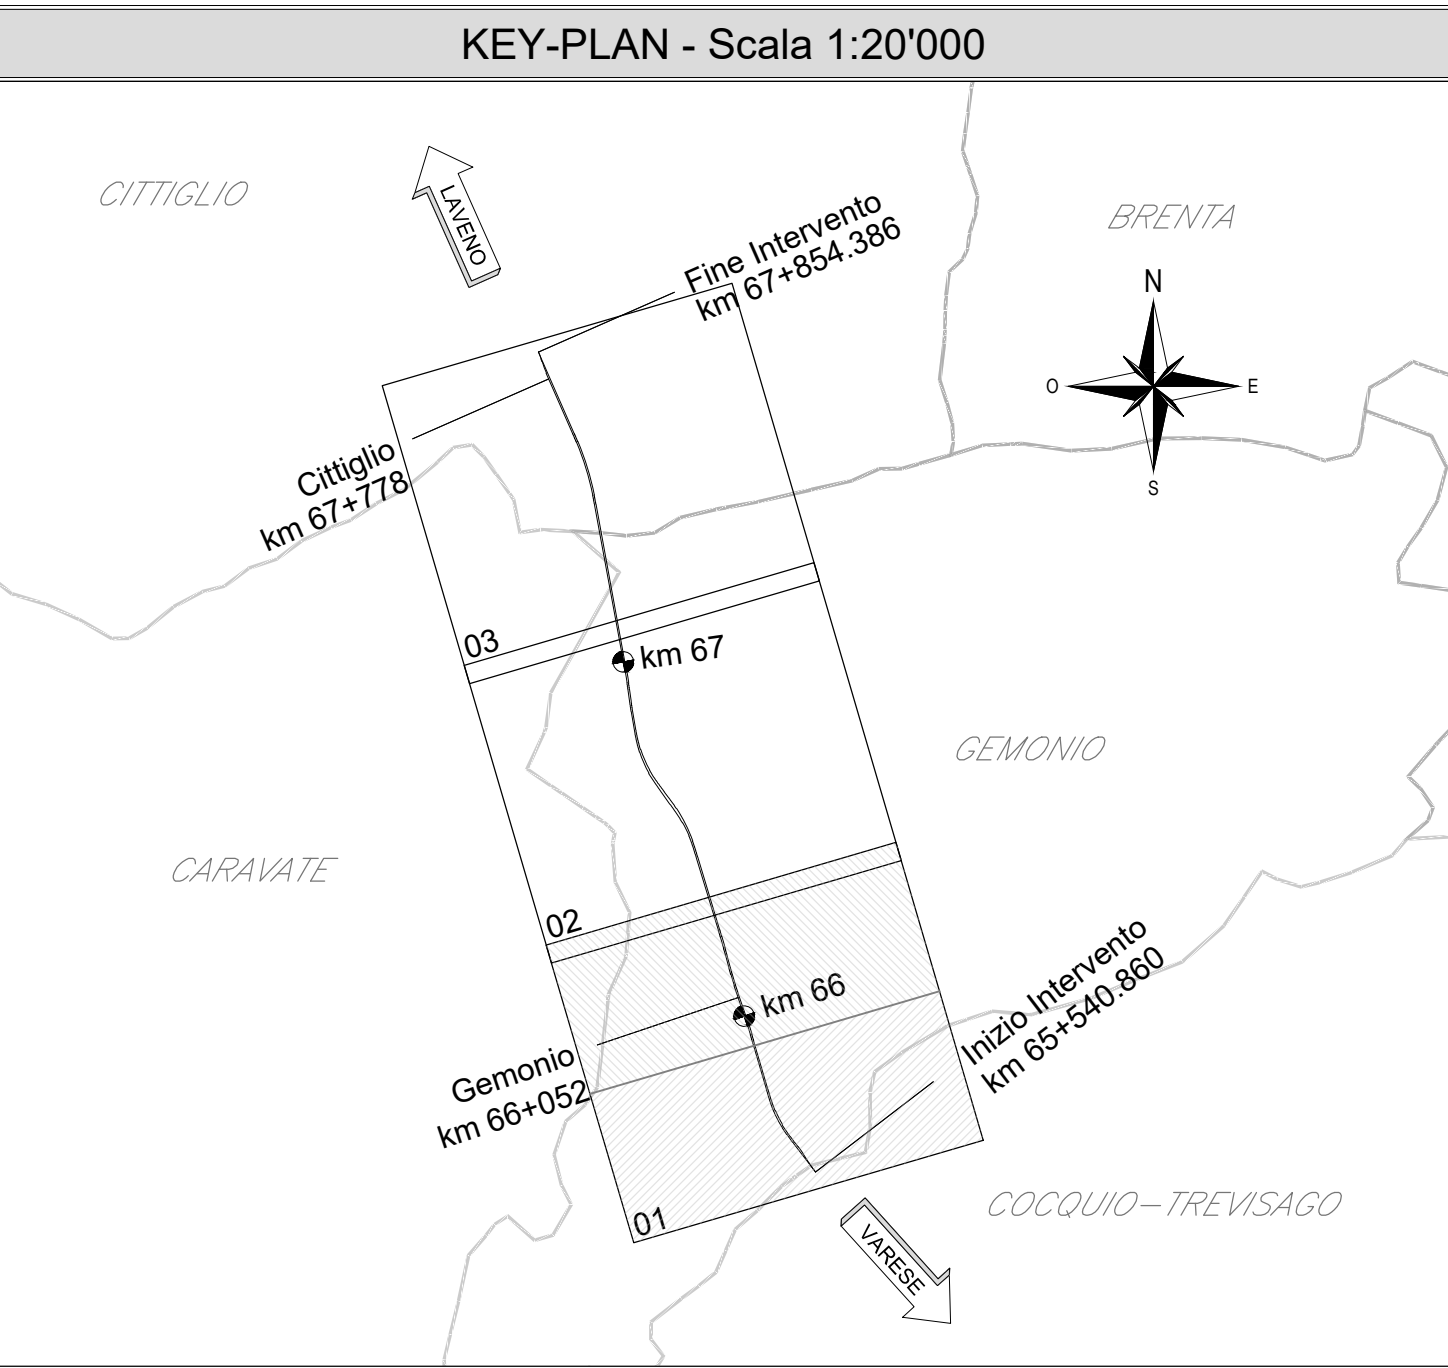 KEY-PLAN - Scala 1:20'000
CITTIGLIO
LAVENO
Fine Intervento
km 67+854.386
BRENTA
N
O
E
S
Cittiglio
km 67+778
03
km 67
GEMONIO
CARAVATE
02
km 66
Inizio Intervento
km 65+540.860
Gemonio
km 66+052
01
COCQUIO-TREVISAGO
VARESE